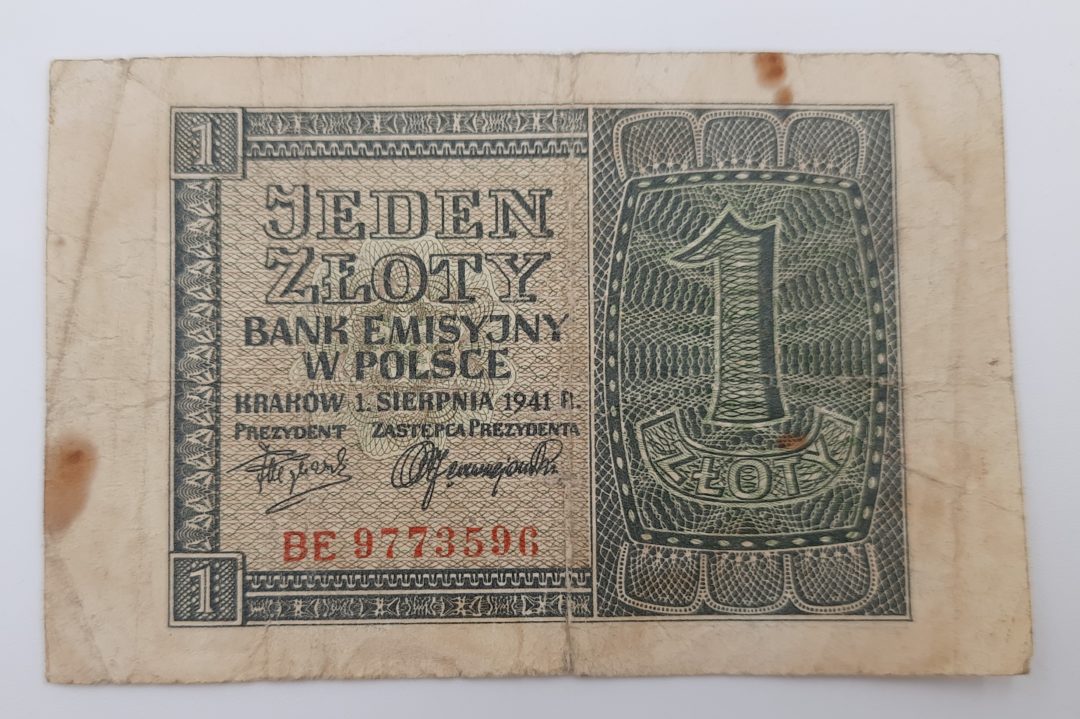 1
JEDEN
ZŁOTY
BANK EMISYJNY
W POLSCE
KRAKÓW 1. SIERPNIA 1941 R.
PREZYDENT ZASTĘPCA PREZYDENTA
BE 9773596
1
1
ZŁOTY